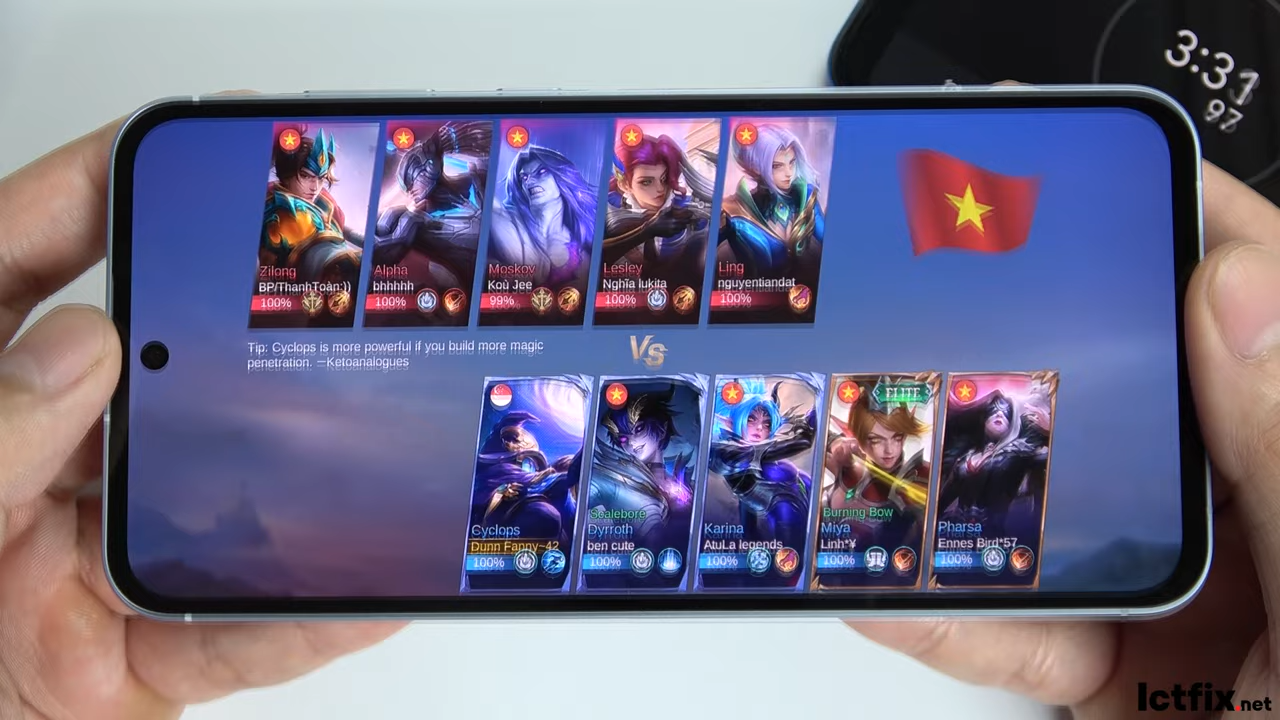 3:31
97
Zilong
BP/ThanhToàn:))
100%
Alpha
bhhhhh
100%
Moskov
Koù Jee
99%
Lesley
Nghĩa lukita
100%
Ling
nguyentiandat
100%
Tip: Cyclops is more powerful if you build more magic
penetration. —Ketoanalogues
Vs
Cyclops
Dunn Fanny~42
100%
Scalebore
Dyrroth
ben cute
100%
Karina
AtuLa legends
100%
ELITE
Burning Bow
Miya
Linh*¥
100%
Pharsa
Ennes Bird*57
100%
Ictfix.net